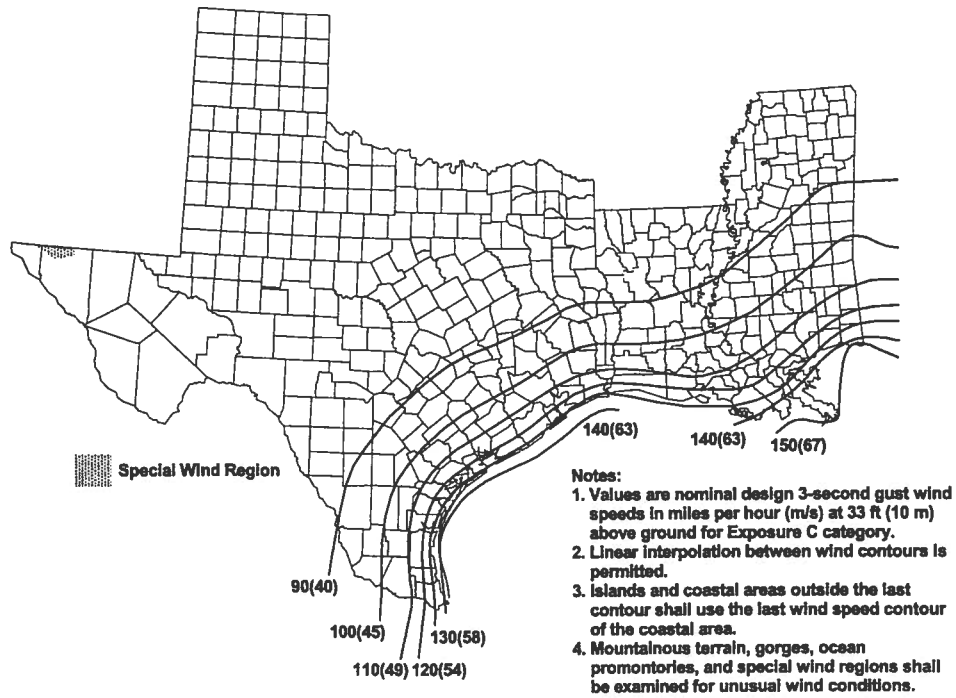 140(63)
140(63)
150(67)
Special Wind Region
90(40)
100(45)
130(58)
110(49) 120(54)
Notes:
1. Values are nominal design 3-second gust wind
speeds in miles per hour (m/s) at 33 ft (10 m)
above ground for Exposure C category.
2. Linear interpolation between wind contours is
permitted.
3. Islands and coastal areas outside the last
contour shall use the last wind speed contour
of the coastal area.
4. Mountainous terrain, gorges, ocean
promontories, and special wind regions shall
be examined for unusual wind conditions.